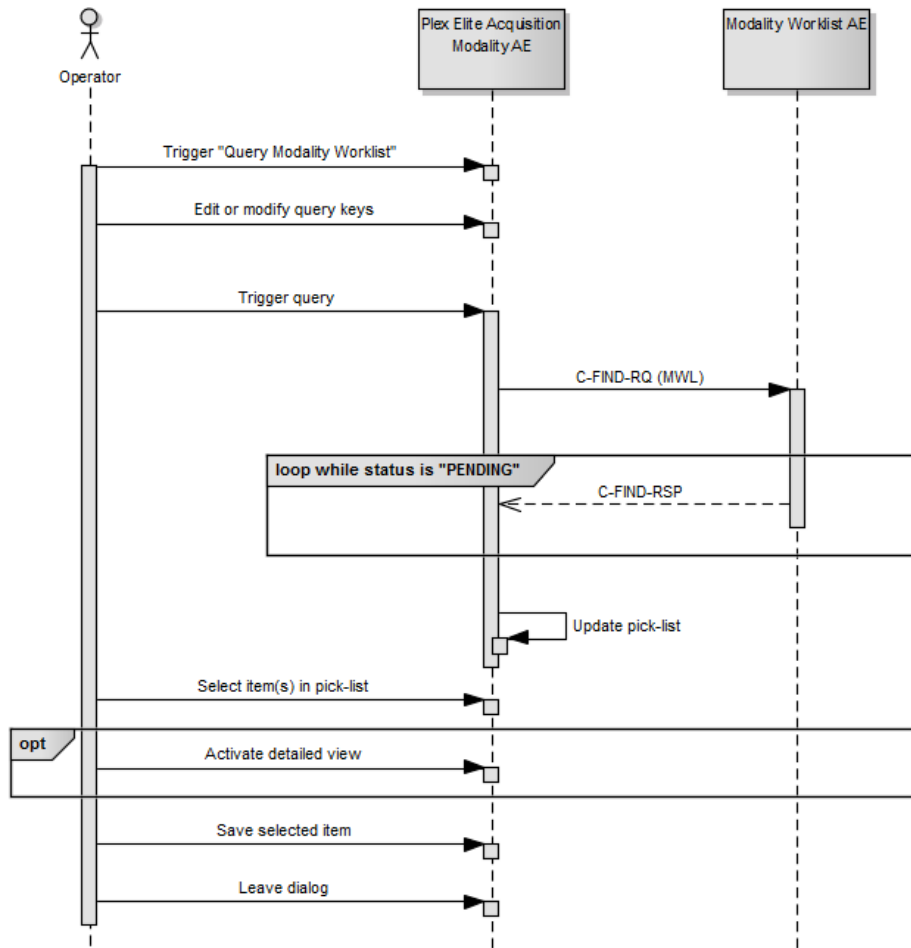 Operator
Plex Elite Acquisition
Modality AE
Modality Worklist AE
Trigger "Query Modality Worklist"
Edit or modify query keys
Trigger query
C-FIND-RQ (MWL)
loop while status is "PENDING"
C-FIND-RSP
Update pick-list
Select item(s) in pick-list
opt
Activate detailed view
Save selected item
Leave dialog